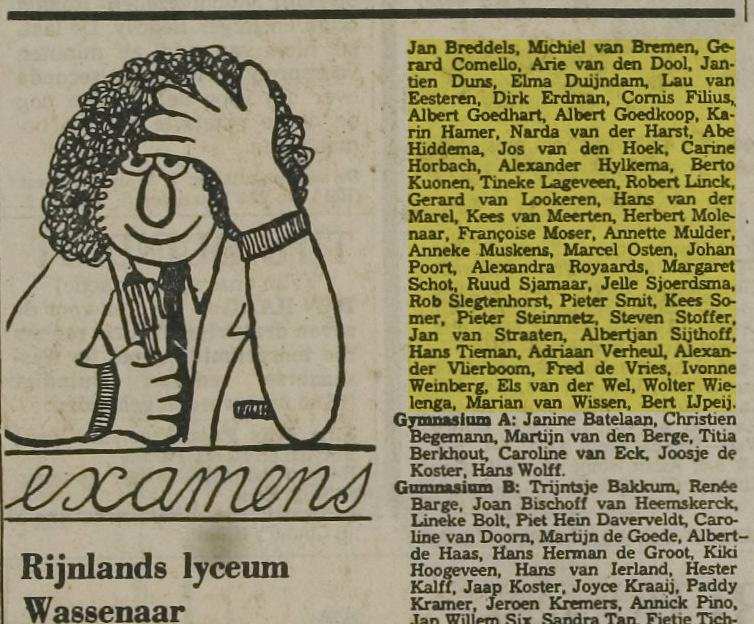 examens
Rijnlands lyceum
Wassenaar
Jan Breddels, Michiel van Bremen, Ge-
rard Comello, Arie van den Dool, Jan-
tien Duns, Elma Duijndam, Lau van
Eesteren, Dirk Erdman, Cornis Filius,
Albert Goedhart, Albert Goedkoop, Ka-
rin Hamer, Narda van der Harst, Abe
Hiddema, Jos van den Hoek, Carine
Horbach, Alexander Hylkema, Berto
Kuonen, Tineke Lageveen, Robert Linck,
Gerard van Lookeren, Hans van der
Marel, Kees van Meerten, Herbert Mole-
naar, Françoise Moser, Annette Mulder,
Anneke Muskens, Marcel Osten, Johan
Poort, Alexandra Royaards, Margaret
Schot, Ruud Sjamaar, Jelle Sjoerdsma,
Rob Slegtenhorst, Pieter Smit, Kees So-
mer, Pieter Steinmetz, Steven Stoffer,
Jan van Straaten, Albertjan Sijthoff,
Hans Tieman, Adriaan Verheul, Alexan-
der Vlierboom, Fred de Vries, Ivonne
Weinberg, Els van der Wel, Wolter Wie-
lenga, Marian van Wissen, Bert IJpeij.
Gymnasium A: Janine Batelaan, Christien
Begemann, Martijn van den Berge, Titia
Berkhout, Caroline van Eck, Joosje de
Koster, Hans Wolff.
Gumnasium B: Trijntsje Bakkum, Renée
Barge, Joan Bischoff van Heemskerck,
Lineke Bolt, Piet Hein Daverveldt, Caro-
line van Doorn, Martijn de Goede, Albert-
de Haas, Hans Herman de Groot, Kiki
Hoogeveen, Hans van Ierland, Hester
Kalff, Jaap Koster, Joyce Kraaij, Paddy
Kramer, Jeroen Kremers, Annick Pino,
Jan Willem Six, Sandra Tan, Fietje Tich-